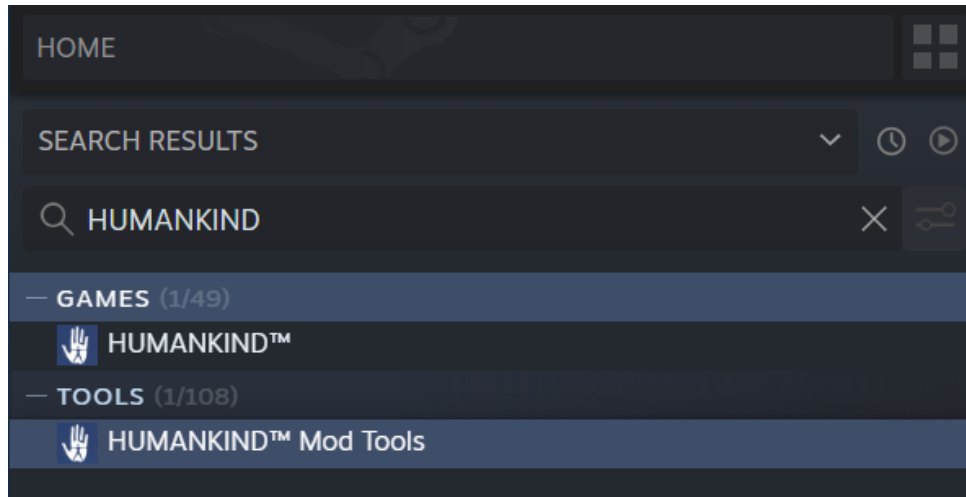 HOME
SEARCH RESULTS
HUMANKIND
— GAMES (1/49)
HUMANKIND™
— TOOLS (1/108)
HUMANKIND™ Mod Tools